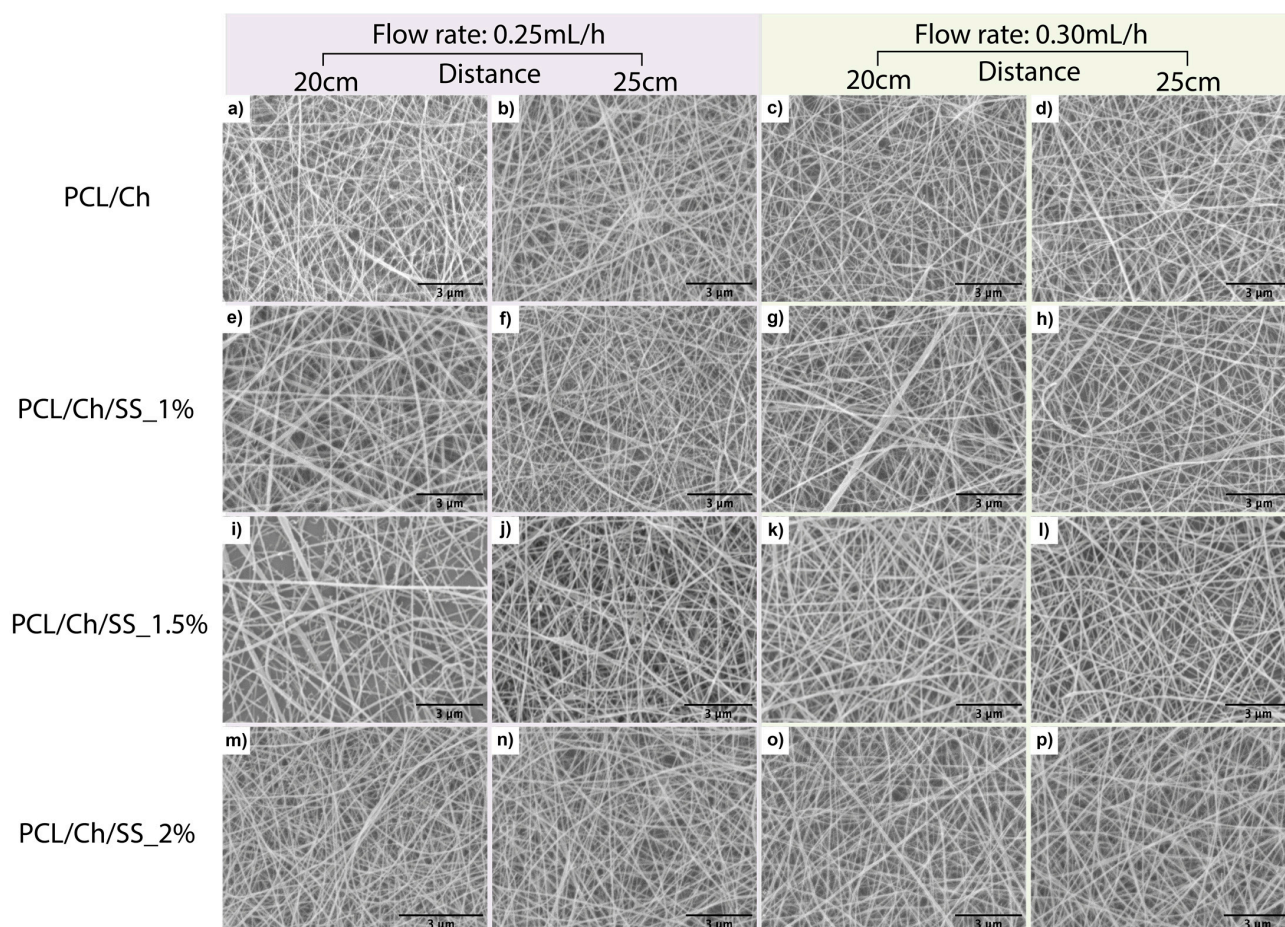 Flow rate: 0.25mL/h
Flow rate: 0.30mL/h
20cm Distance 25cm
20cm Distance 25cm
a) b) c) d)
PCL/Ch
3 µm 3 µm 3 µm 3 µm
e) f) g) h)
PCL/Ch/SS_1%
3 µm 3 µm 3 µm 3 µm
i) j) k) l)
PCL/Ch/SS_1.5%
3 µm 3 µm 3 µm 3 µm
m) n) o) p)
PCL/Ch/SS_2%
3 µm 3 µm 3 µm 3 µm